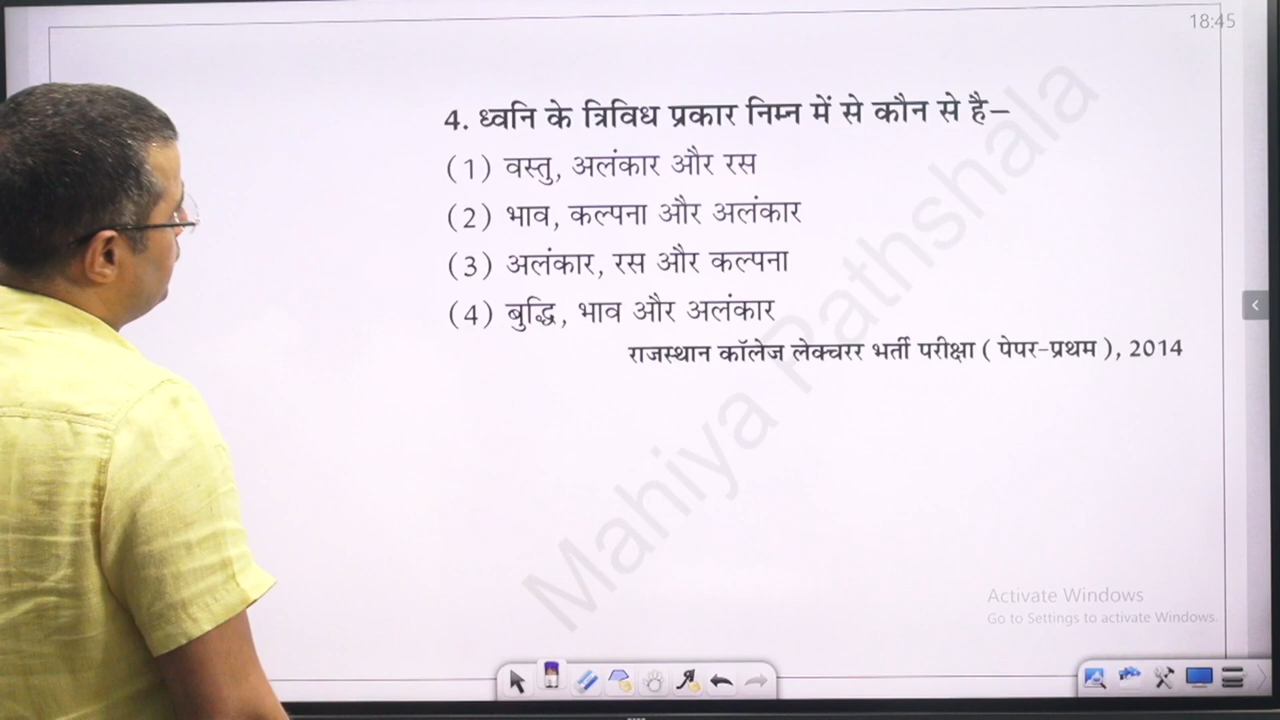 18:45
4. ध्वनि के त्रिविध प्रकार निम्न में से कौन से है–
(1) वस्तु, अलंकार और रस
(2) भाव, कल्पना और अलंकार
(3) अलंकार, रस और कल्पना
(4) बुद्धि, भाव और अलंकार
राजस्थान कॉलेज लेक्चरर भर्ती परीक्षा ( पेपर-प्रथम ), 2014
Mahiya Pathshala
Activate Windows
Go to Settings to activate Windows.